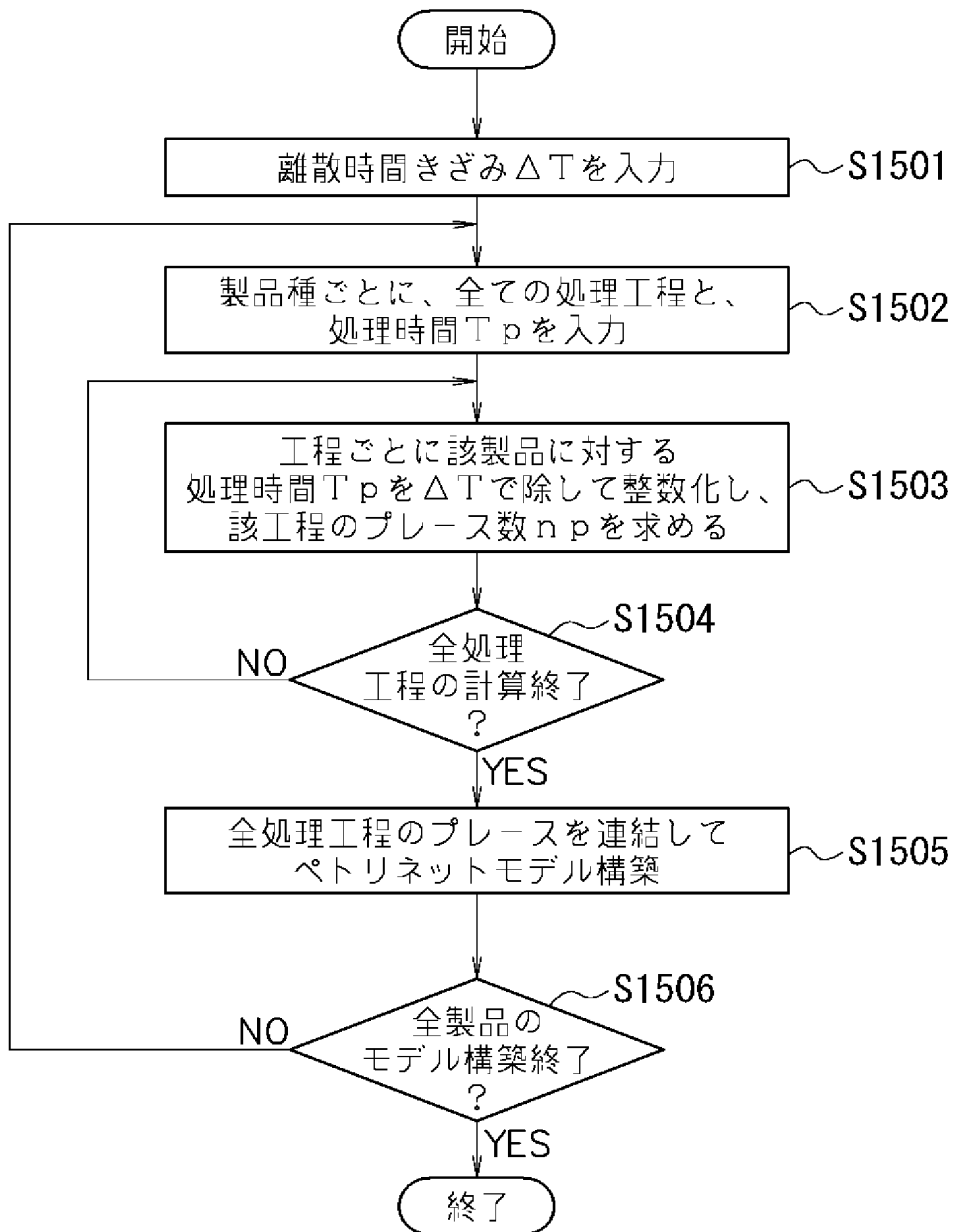 開始
離散時間きざみΔTを入力
S1501
製品種ごとに、全ての処理工程と、
処理時間Tpを入力
S1502
工程ごとに該製品に対する
処理時間TpをΔTで除して整数化し、
該工程のプレース数npを求める
S1503
S1504
全処理
工程の計算終了
?
NO
YES
全処理工程のプレースを連結して
ペトリネットモデル構築
S1505
S1506
全製品の
モデル構築終了
?
NO
YES
終了